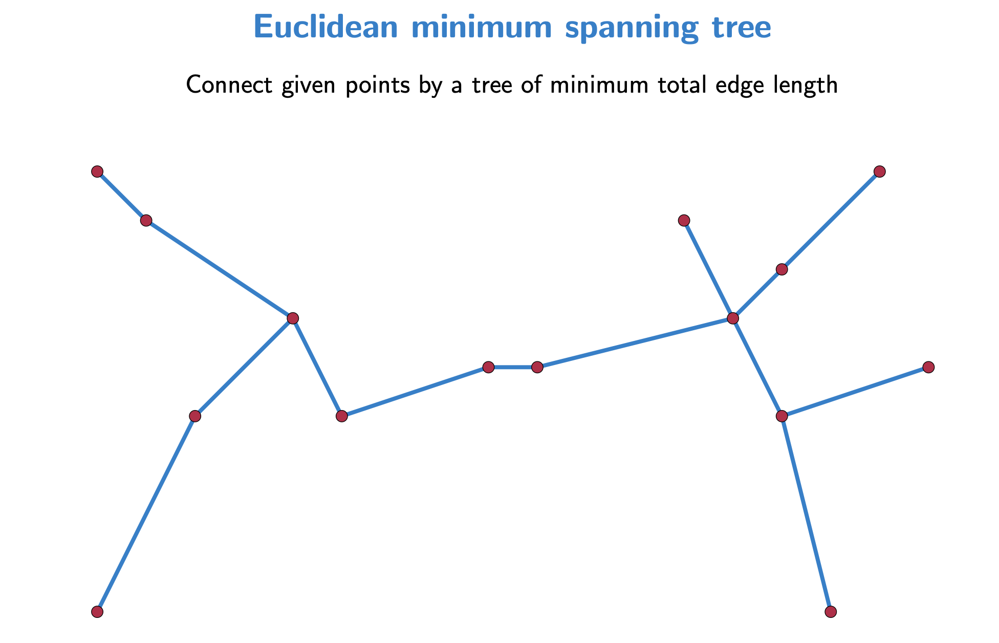 Euclidean minimum spanning tree
Connect given points by a tree of minimum total edge length